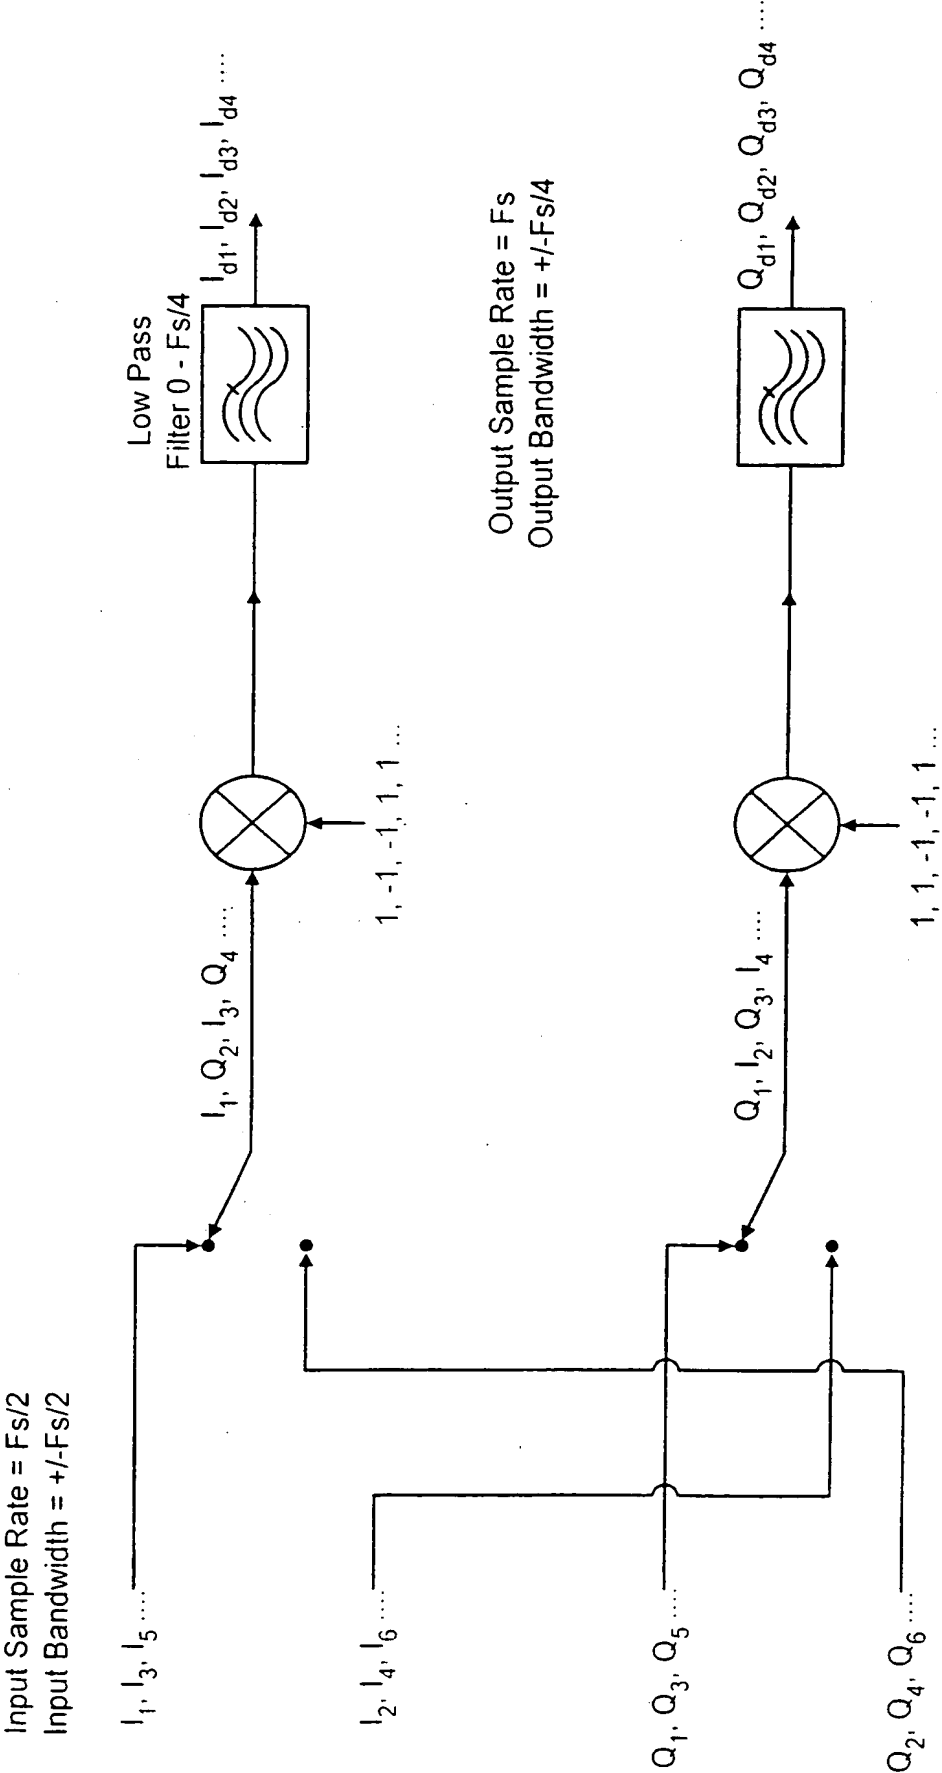 Input Sample Rate = Fs/2
Input Bandwidth = +/-Fs/2
I1, I3, I5 .....
I2, I4, I6 .....
Q1, Q3, Q5 .....
Q2, Q4, Q6 .....
I1, Q2, I3, Q4 .....
1, -1, -1, 1, 1 ...
Q1, I2, Q3, I4 .....
1, 1, -1, -1, 1 ...
Low Pass
Filter 0 - Fs/4
Id1, Id2, Id3, Id4 .....
Output Sample Rate = Fs
Output Bandwidth = +/-Fs/4
Qd1, Qd2, Qd3, Qd4 .....